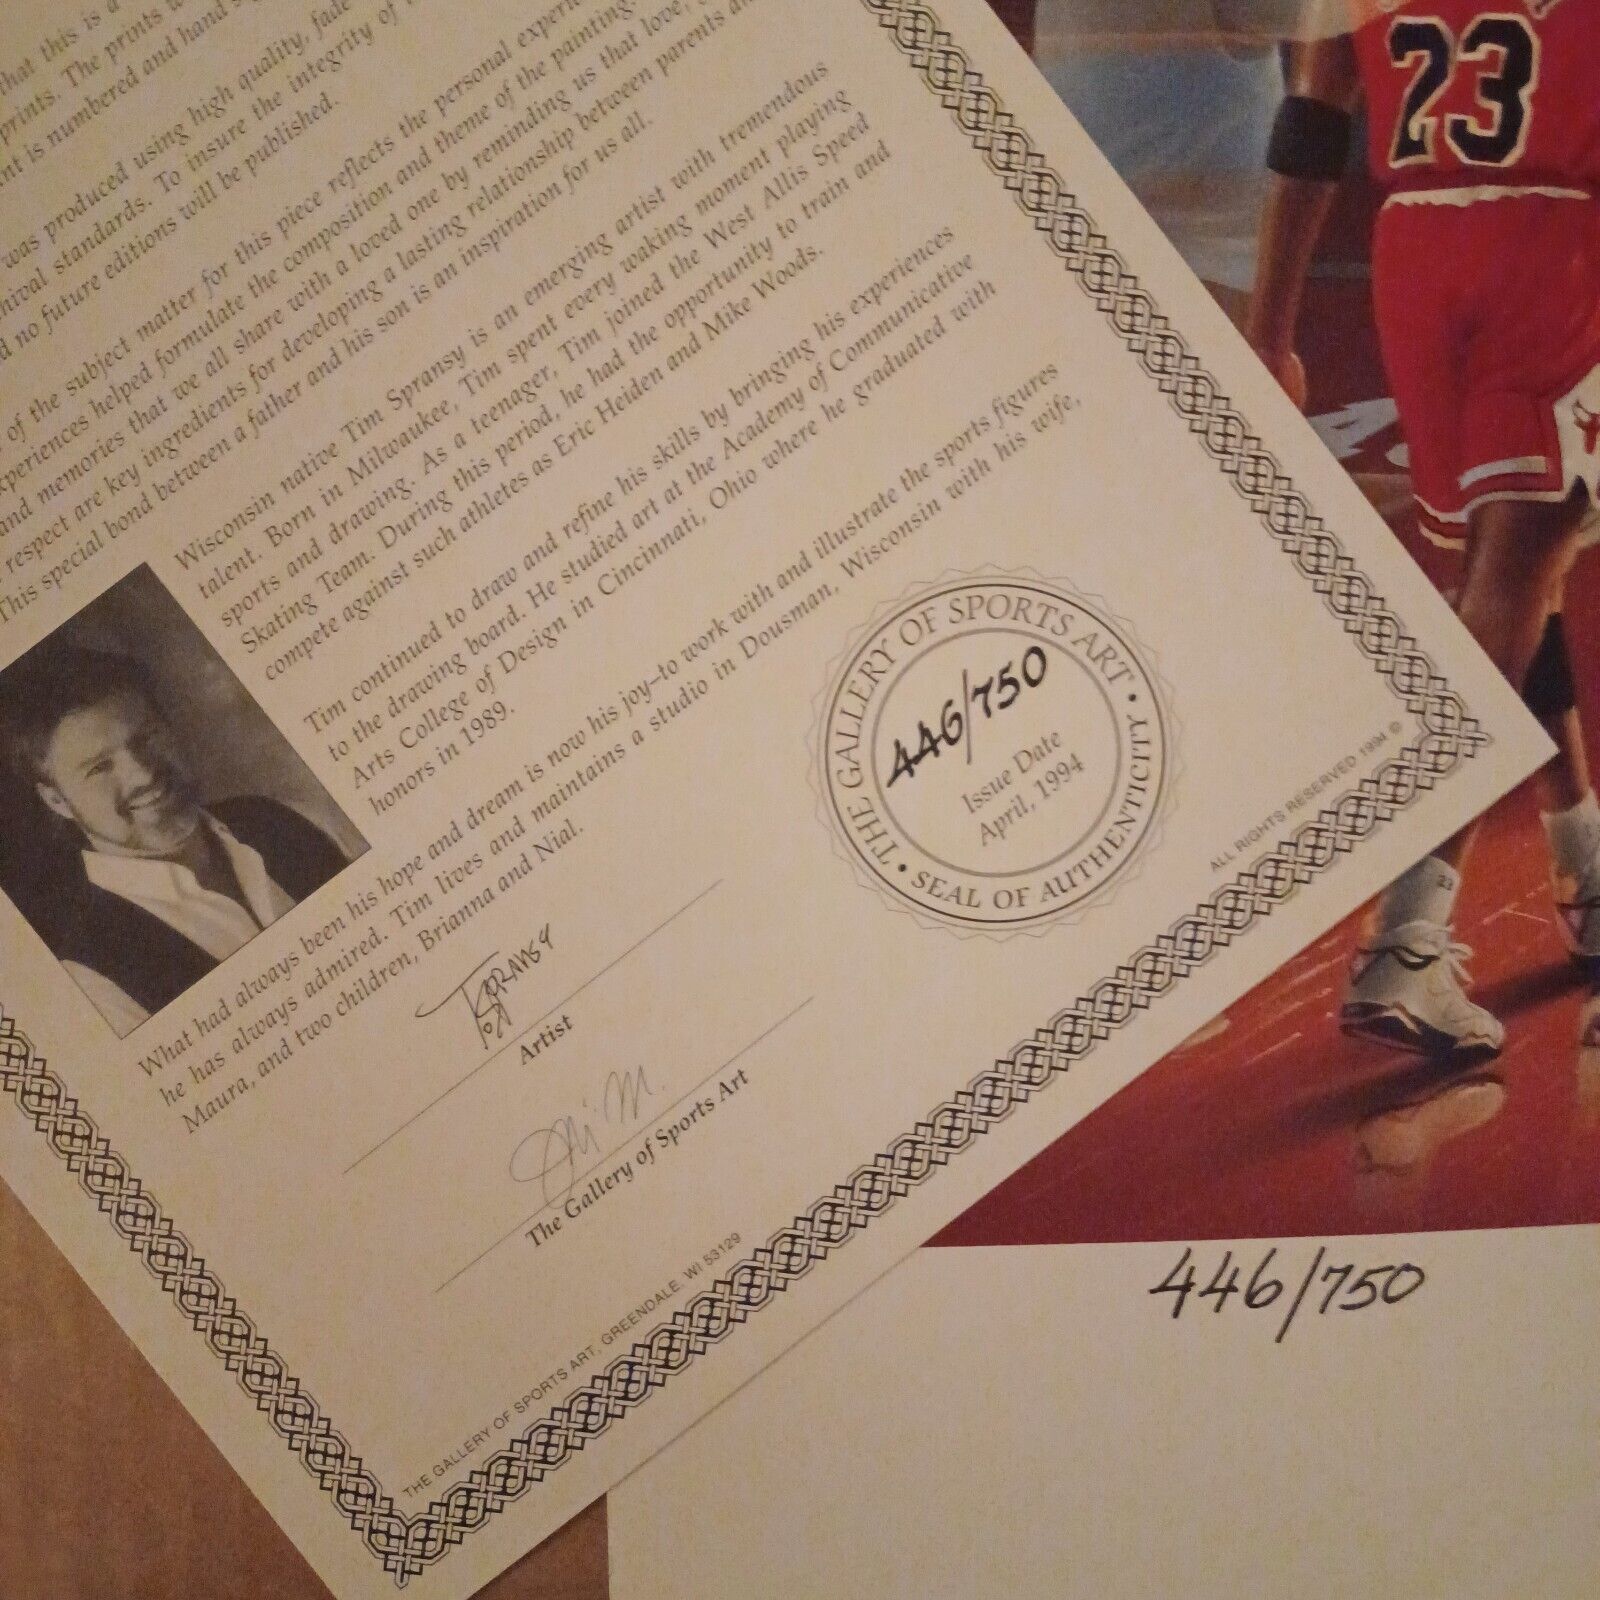 that this is a
prints. The prints
nt is numbered and hand
was produced using high quality, fade
hival standards. To insure the integrity of
d no future editions will be published.
of the subject matter for this piece reflects the personal
experiences helped formulate the composition and theme of the painting.
and memories that we all share with a loved one by reminding us that love,
respect are key ingredients for developing a lasting relationship between parents
This special bond between a father and his son is an inspiration for us all.
Wisconsin native Tim Spransy is an emerging artist with tremendous
talent. Born in Milwaukee, Tim spent every waking moment playing
sports and drawing. As a teenager, Tim joined the West Allis Speed
Skating Team. During this period, he had the opportunity to train and
compete against such athletes as Eric Heiden and Mike Woods.
Tim continued to draw and refine his skills by bringing his experiences
to the drawing board. He studied art at the Academy of Communicative
Arts College of Design in Cincinnati, Ohio where he graduated with
honors in 1989.
What had always been his hope and dream is now his joy–to work with and illustrate the sports figures
he has always admired. Tim lives and maintains a studio in Dousman, Wisconsin with his wife,
Maura, and two children, Brianna and Nial.
TSPRANSY
Artist
The Gallery of Sports Art
THE GALLERY OF SPORTS ART •
446/750
Issue Date
April, 1994
SEAL OF AUTHENTICITY •
ALL RIGHTS RESERVED 1994 ©
THE GALLERY OF SPORTS ART, GREENDALE, WI 53129
23
23
446/750